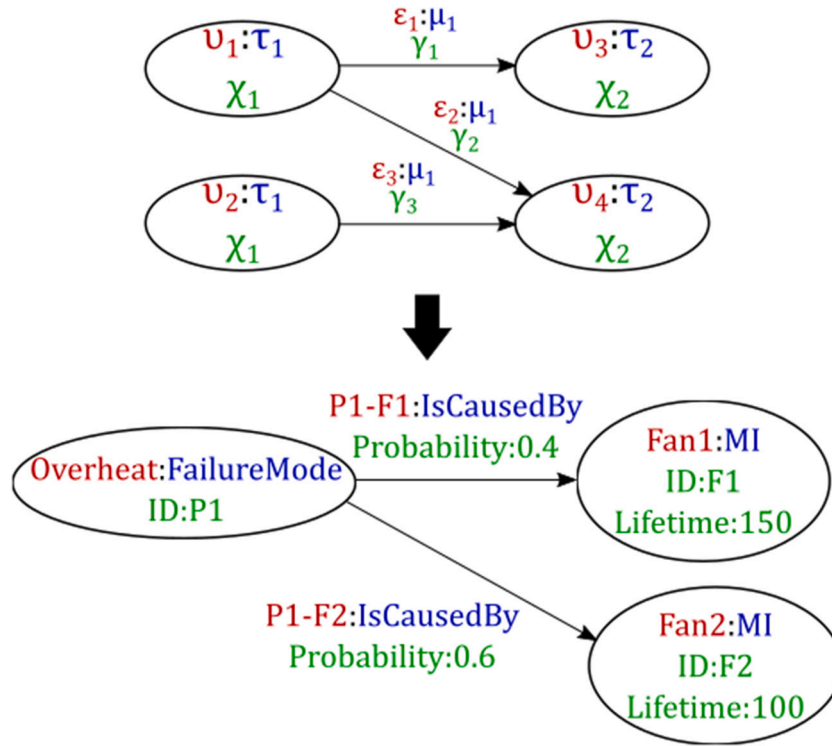 ε₁:μ₁
γ₁
υ₁:τ₁
χ₁
υ₃:τ₂
χ₂
ε₂:μ₁
γ₂
ε₃:μ₁
γ₃
υ₂:τ₁
χ₁
υ₄:τ₂
χ₂
P1-F1:IsCausedBy
Probability:0.4
Overheat:FailureMode
ID:P1
Fan1:MI
ID:F1
Lifetime:150
P1-F2:IsCausedBy
Probability:0.6
Fan2:MI
ID:F2
Lifetime:100